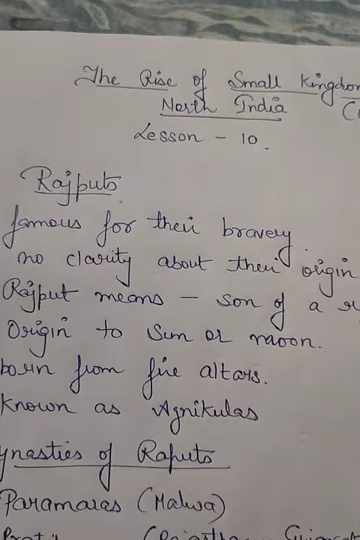 The Rise of Small Kingdom
North India
Lesson - 10.
Rajputs
famous for their bravery
no clarity about their origin
Rajput means - son of a
Origin to Sun or moon.
born from fire altars.
Known as Agnikulas
ynasties of Raputs
Paramaras (Malwa)